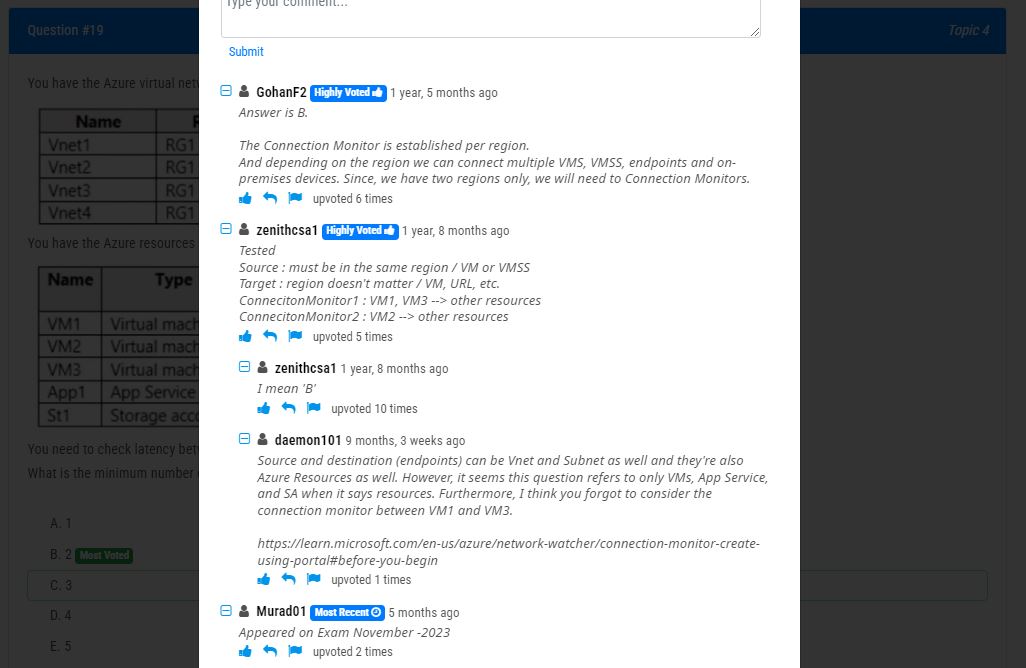 Type your comment...
Question #19
Topic 4
Submit
You have the Azure virtual net
Name
Vnet1 RG1
Vnet2 RG1
Vnet3 RG1
Vnet4 RG1
You have the Azure resources
Name Type
VM1 Virtual mach
VM2 Virtual mach
VM3 Virtual mach
App1 App Service
St1 Storage acc
You need to check latency bet
What is the minimum number
A. 1
B. 2 Most Voted
C. 3
D. 4
E. 5
GohanF2 Highly Voted 1 year, 5 months ago
Answer is B.
The Connection Monitor is established per region.
And depending on the region we can connect multiple VMS, VMSS, endpoints and on-
premises devices. Since, we have two regions only, we will need to Connection Monitors.
upvoted 6 times
zenithcsa1 Highly Voted 1 year, 8 months ago
Tested
Source : must be in the same region / VM or VMSS
Target : region doesn't matter / VM, URL, etc.
ConnecitonMonitor1 : VM1, VM3 --> other resources
ConnecitonMonitor2 : VM2 --> other resources
upvoted 5 times
zenithcsa1 1 year, 8 months ago
I mean 'B'
upvoted 10 times
daemon101 9 months, 3 weeks ago
Source and destination (endpoints) can be Vnet and Subnet as well and they're also
Azure Resources as well. However, it seems this question refers to only VMs, App Service,
and SA when it says resources. Furthermore, I think you forgot to consider the
connection monitor between VM1 and VM3.
https://learn.microsoft.com/en-us/azure/network-watcher/connection-monitor-create-
using-portal#before-you-begin
upvoted 1 times
Murad01 Most Recent 5 months ago
Appeared on Exam November -2023
upvoted 2 times